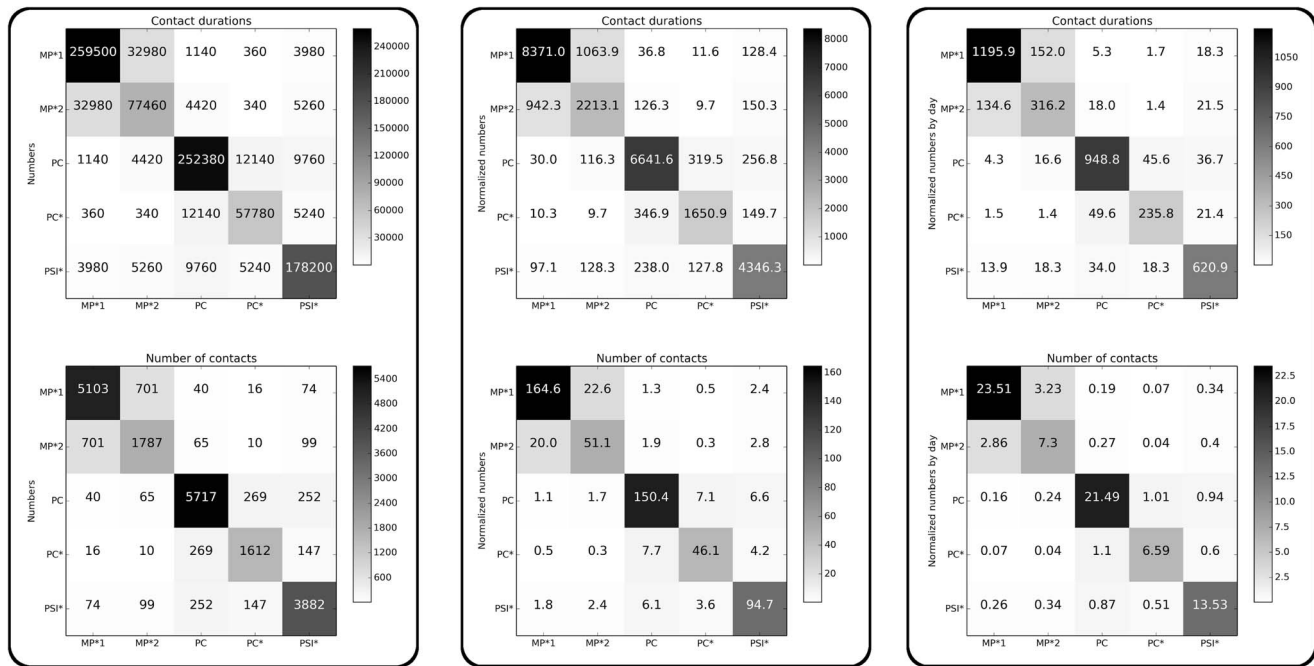 Contact durations
MP*1 259500 32980 1140 360 3980
MP*2 32980 77460 4420 340 5260
PC 1140 4420 252380 12140 9760
PC* 360 340 12140 57780 5240
PSI* 3980 5260 9760 5240 178200
MP*1 MP*2 PC PC* PSI*
Numbers
240000
210000
180000
150000
120000
90000
60000
30000
Number of contacts
MP*1 5103 701 40 16 74
MP*2 701 1787 65 10 99
PC 40 65 5717 269 252
PC* 16 10 269 1612 147
PSI* 74 99 252 147 3882
MP*1 MP*2 PC PC* PSI*
Numbers
5400
4800
4200
3600
3000
2400
1800
1200
600
Contact durations
MP*1 8371.0 1063.9 36.8 11.6 128.4
MP*2 942.3 2213.1 126.3 9.7 150.3
PC 30.0 116.3 6641.6 319.5 256.8
PC* 10.3 9.7 346.9 1650.9 149.7
PSI* 97.1 128.3 238.0 127.8 4346.3
MP*1 MP*2 PC PC* PSI*
Normalized numbers
8000
7000
6000
5000
4000
3000
2000
1000
Number of contacts
MP*1 164.6 22.6 1.3 0.5 2.4
MP*2 20.0 51.1 1.9 0.3 2.8
PC 1.1 1.7 150.4 7.1 6.6
PC* 0.5 0.3 7.7 46.1 4.2
PSI* 1.8 2.4 6.1 3.6 94.7
MP*1 MP*2 PC PC* PSI*
Normalized numbers
160
140
120
100
80
60
40
20
Contact durations
MP*1 1195.9 152.0 5.3 1.7 18.3
MP*2 134.6 316.2 18.0 1.4 21.5
PC 4.3 16.6 948.8 45.6 36.7
PC* 1.5 1.4 49.6 235.8 21.4
PSI* 13.9 18.3 34.0 18.3 620.9
MP*1 MP*2 PC PC* PSI*
Normalized numbers by day
1050
900
750
600
450
300
150
Number of contacts
MP*1 23.51 3.23 0.19 0.07 0.34
MP*2 2.86 7.3 0.27 0.04 0.4
PC 0.16 0.24 21.49 1.01 0.94
PC* 0.07 0.04 1.1 6.59 0.6
PSI* 0.26 0.34 0.87 0.51 13.53
MP*1 MP*2 PC PC* PSI*
Normalized numbers by day
22.5
20.0
17.5
15.0
12.5
10.0
7.5
5.0
2.5